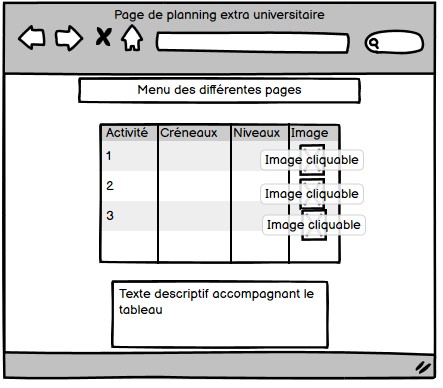 Page de planning extra universitaire
Menu des différentes pages
Activité Créneaux Niveaux Image
1 Image cliquable
2 Image cliquable
3 Image cliquable
Texte descriptif accompagnant le
tableau